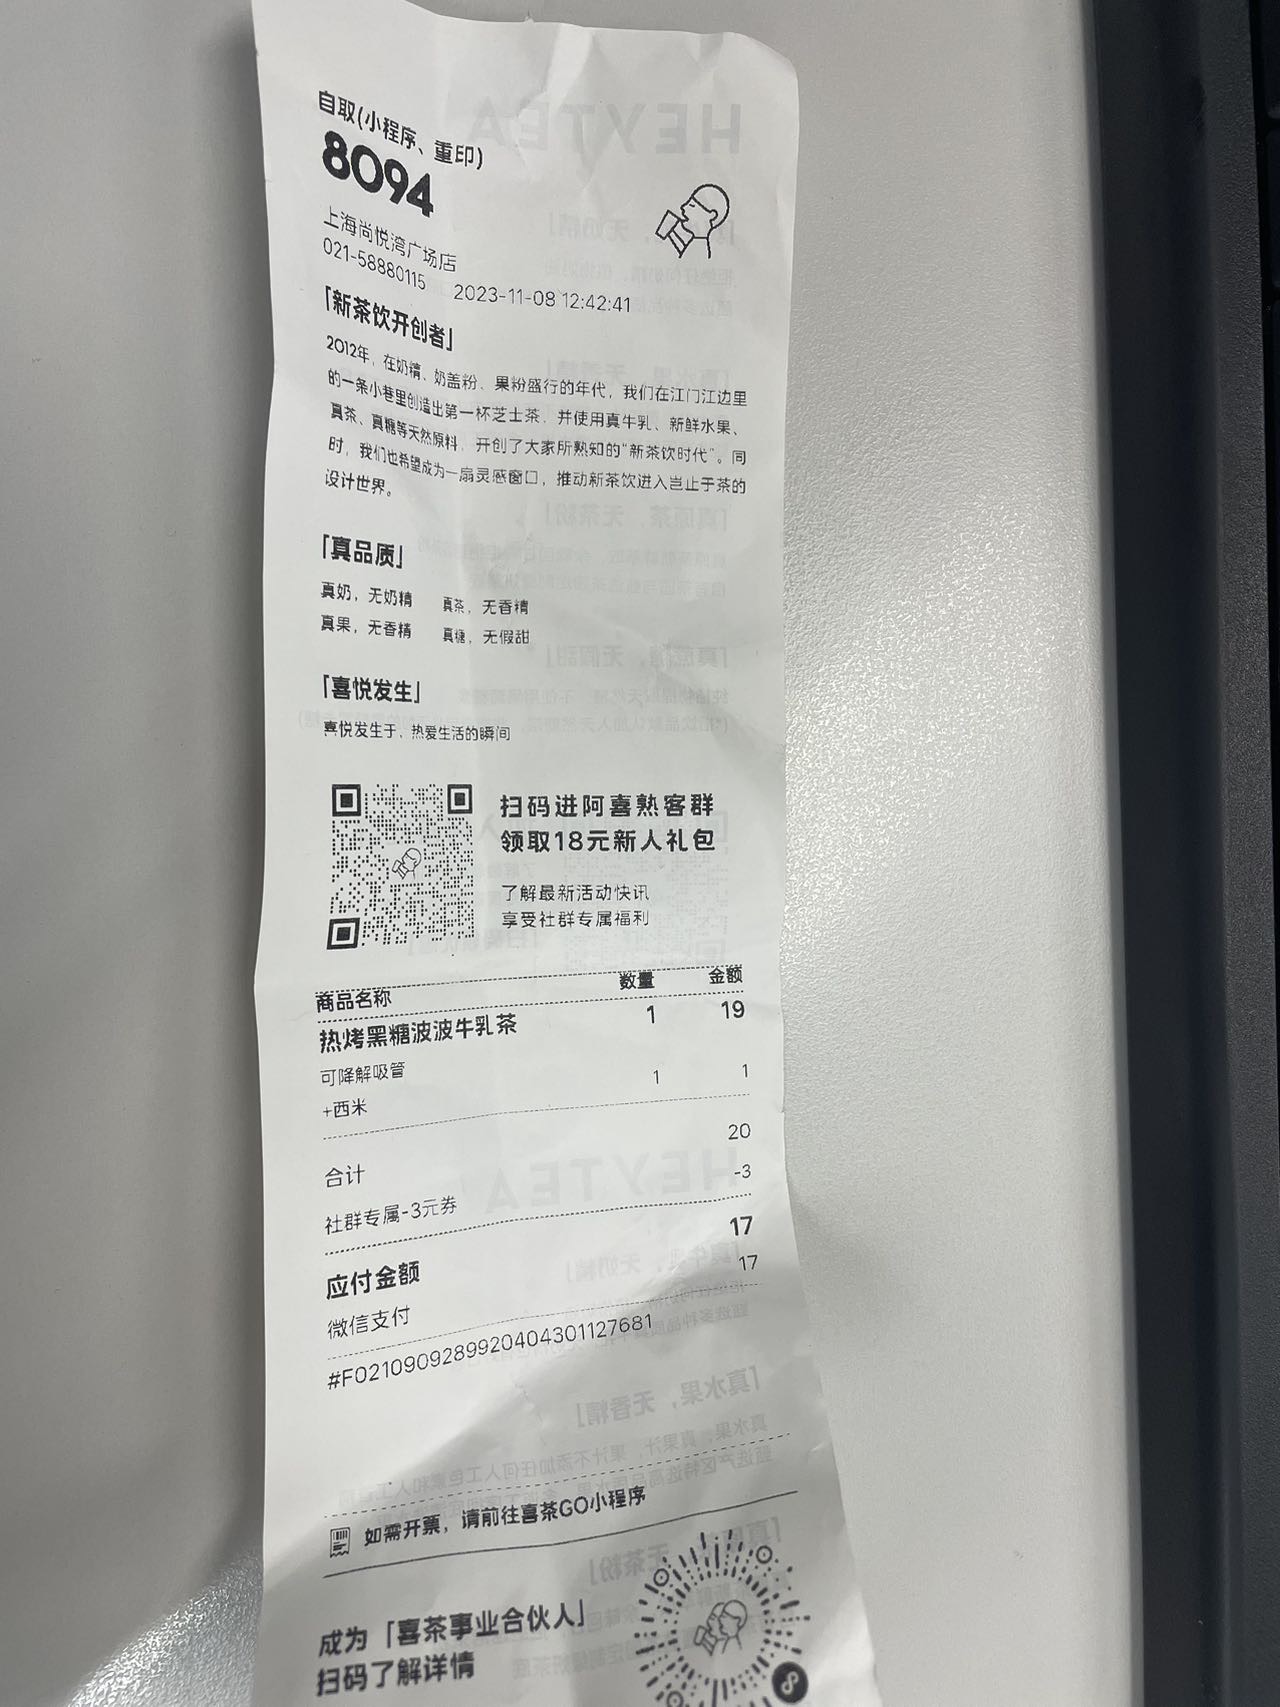 自取(小程序、重印)
8094
上海尚悦湾广场店
021-58880115 2023-11-08 12:42:41
「新茶饮开创者」
2012年，在奶精、奶盖粉、果粉盛行的年代，我们在江门江边里
的一条小巷里创造出第一杯芝士茶，并使用真牛乳、新鲜水果、
真茶、真糖等天然原料，开创了大家所熟知的“新茶饮时代”。同
时，我们也希望成为一扇灵感窗口，推动新茶饮进入岂止于茶的
设计世界。
「真品质」
真奶，无奶精 真茶，无香精
真果，无香精 真糖，无假甜
「喜悦发生」
喜悦发生于，热爱生活的瞬间
扫码进阿喜熟客群
领取18元新人礼包
了解最新活动快讯
享受社群专属福利
商品名称 数量 金额
热烤黑糖波波牛乳茶 1 19
可降解吸管 1 1
+西米
合计 20
社群专属-3元券 -3
应付金额 17
微信支付 17
#F0210909289920404301127681
如需开票，请前往喜茶GO小程序
成为「喜茶事业合伙人」
扫码了解详情